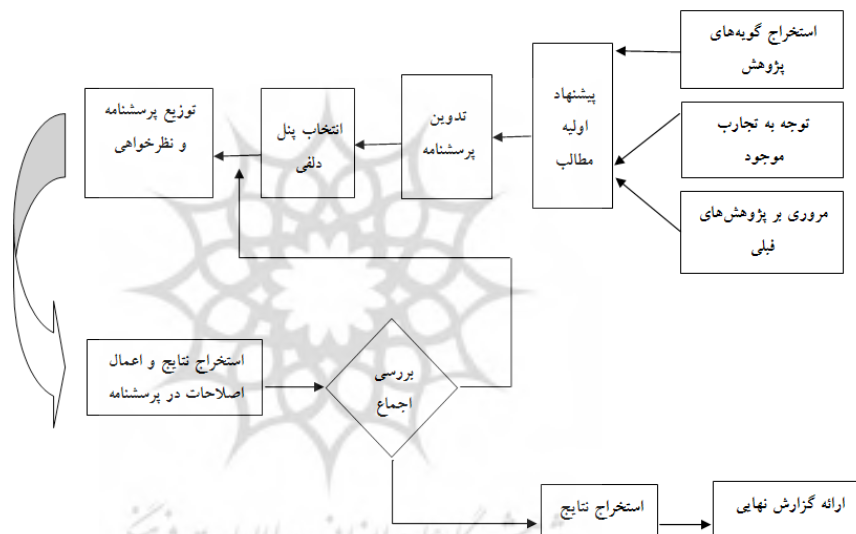 استخراج گویه‌های
پژوهش
توجه به تجارب
موجود
مروری بر پژوهش‌های
قبلی
پیشنهاد
اولیه
مطالب
تدوین
پرسشنامه
انتخاب پنل
دلفی
توزیع پرسشنامه
و نظرخواهی
استخراج نتایج و اعمال
اصلاحات در پرسشنامه
بررسی
اجماع
استخراج نتایج
ارائه گزارش نهایی